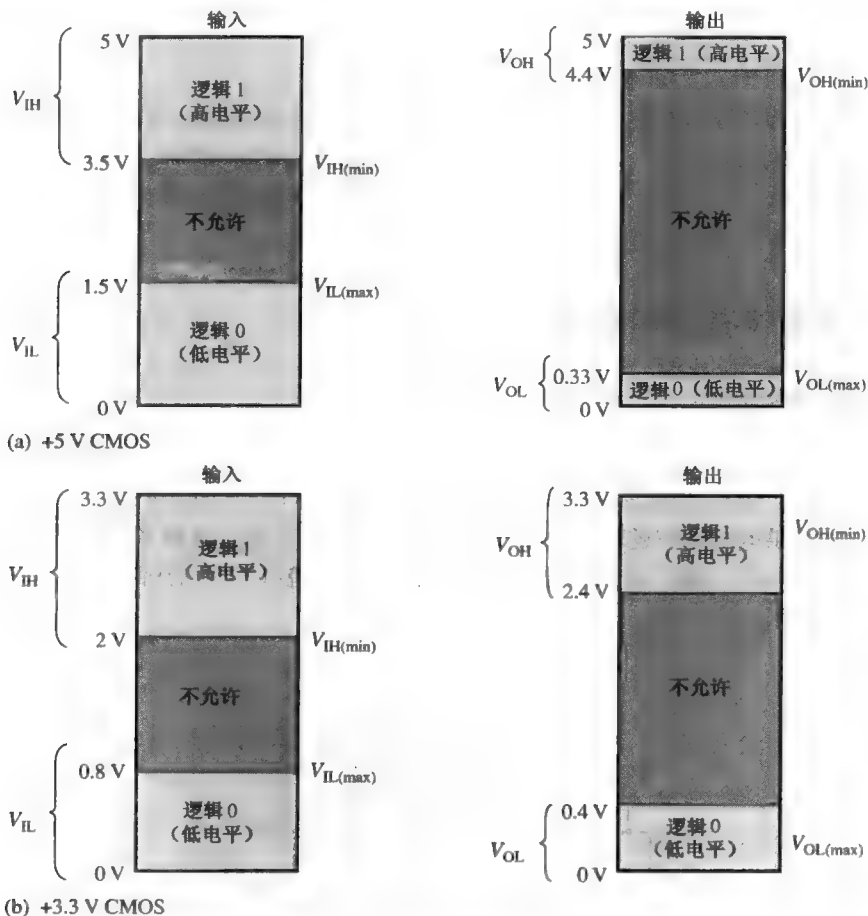 输入
5 V
V_IH
逻辑 1
（高电平）
3.5 V
V_IH(min)
不允许
1.5 V
V_IL(max)
V_IL
逻辑 0
（低电平）
0 V
输出
5 V
V_OH
逻辑 1（高电平）
4.4 V
V_OH(min)
不允许
0.33 V
V_OL
逻辑 0（低电平）
V_OL(max)
0 V
(a) +5 V CMOS
输入
3.3 V
V_IH
逻辑1
（高电平）
2 V
V_IH(min)
不允许
0.8 V
V_IL(max)
V_IL
逻辑0
（低电平）
0 V
输出
3.3 V
V_OH
逻辑1
（高电平）
V_OH(min)
2.4 V
不允许
0.4 V
V_OL
逻辑0
（低电平）
V_OL(max)
0 V
(b) +3.3 V CMOS